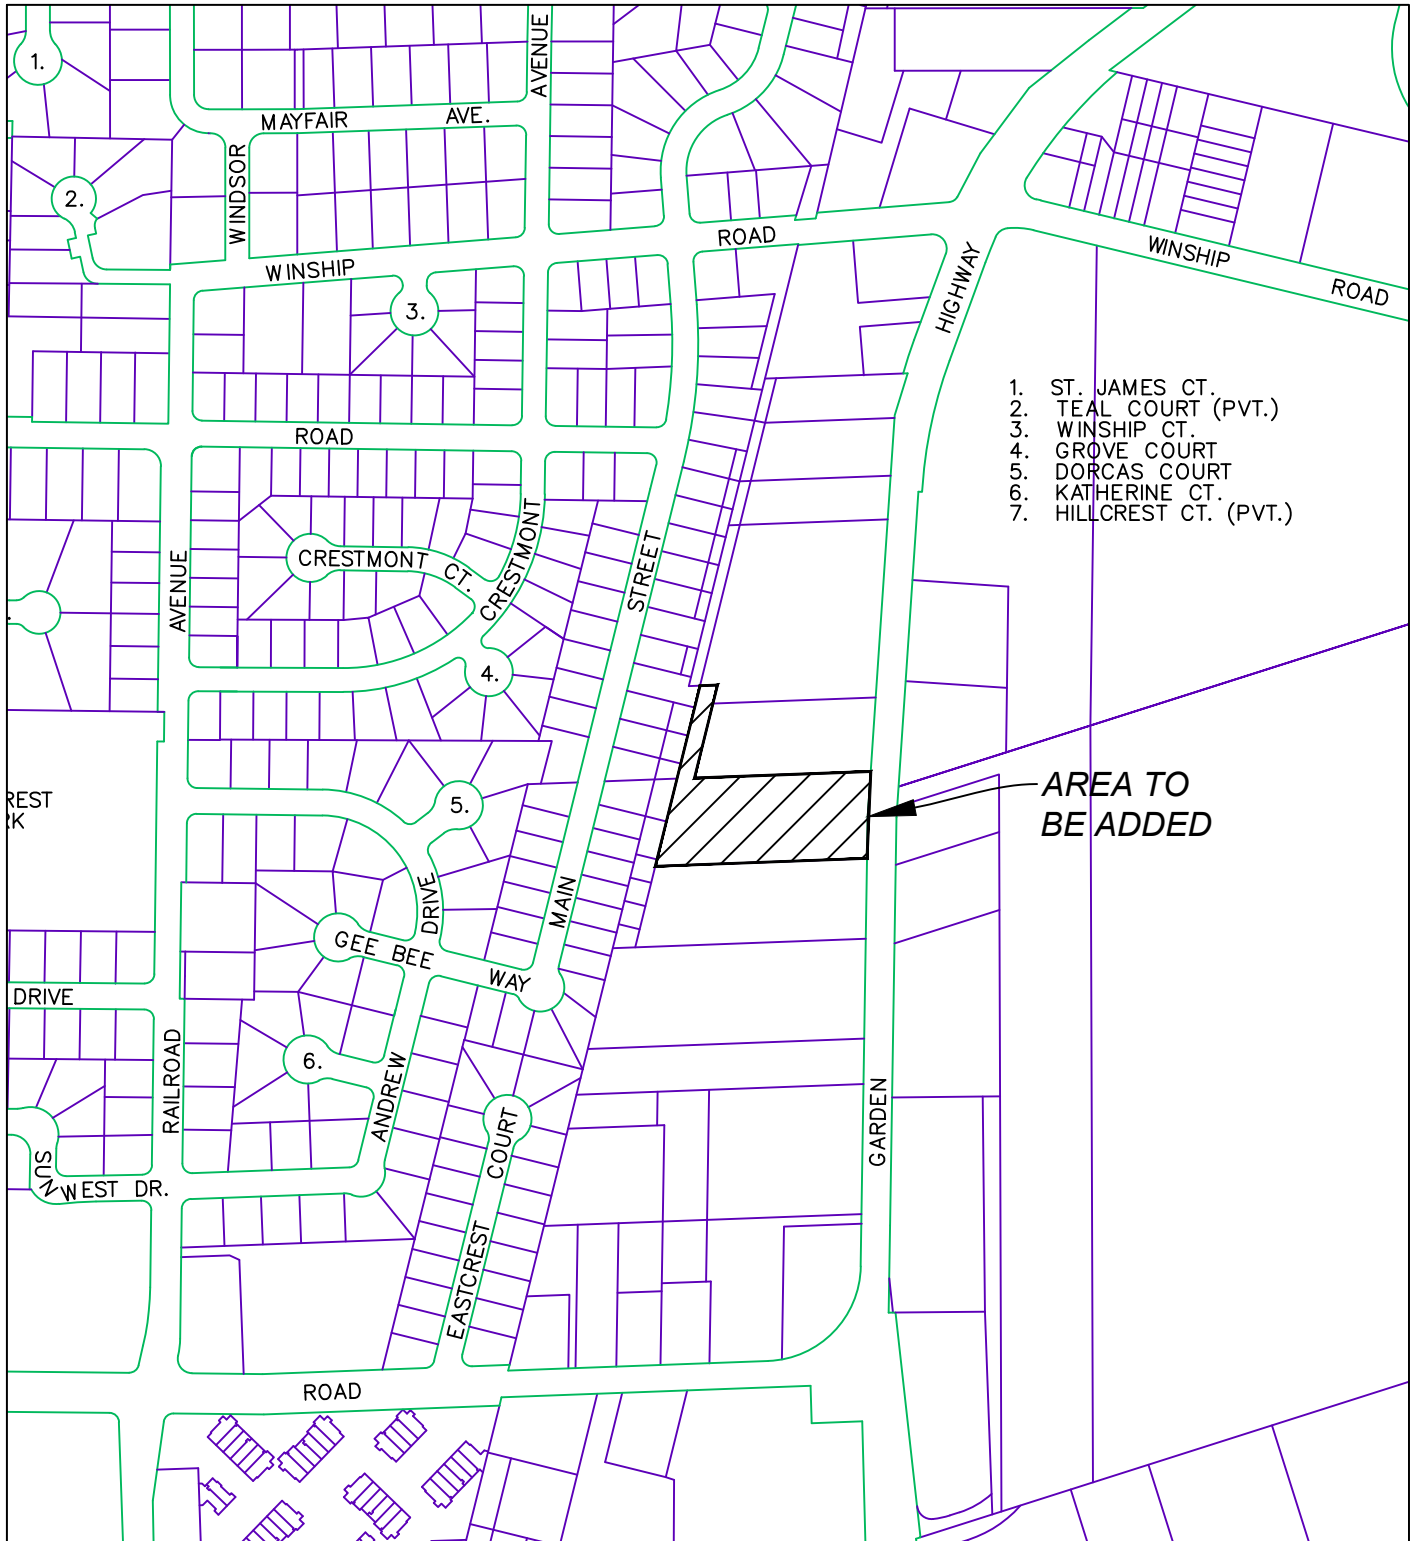 1.
AVENUE
MAYFAIR AVE.
WINDSOR
2.
ROAD
WINSHIP
WINSHIP
ROAD
HIGHWAY
3.
1. ST. JAMES CT.
2. TEAL COURT (PVT.)
3. WINSHIP CT.
4. GROVE COURT
5. DORCAS COURT
6. KATHERINE CT.
7. HILLCREST CT. (PVT.)
ROAD
CRESTMONT CT.
CRESTMONT
STREET
AVENUE
4.
REST
RK
5.
AREA TO
BE ADDED
DRIVE
MAIN
GEE BEE WAY
DRIVE
RAILROAD
6.
ANDREW
GARDEN
COURT
SUN
WEST DR.
EASTCREST
ROAD